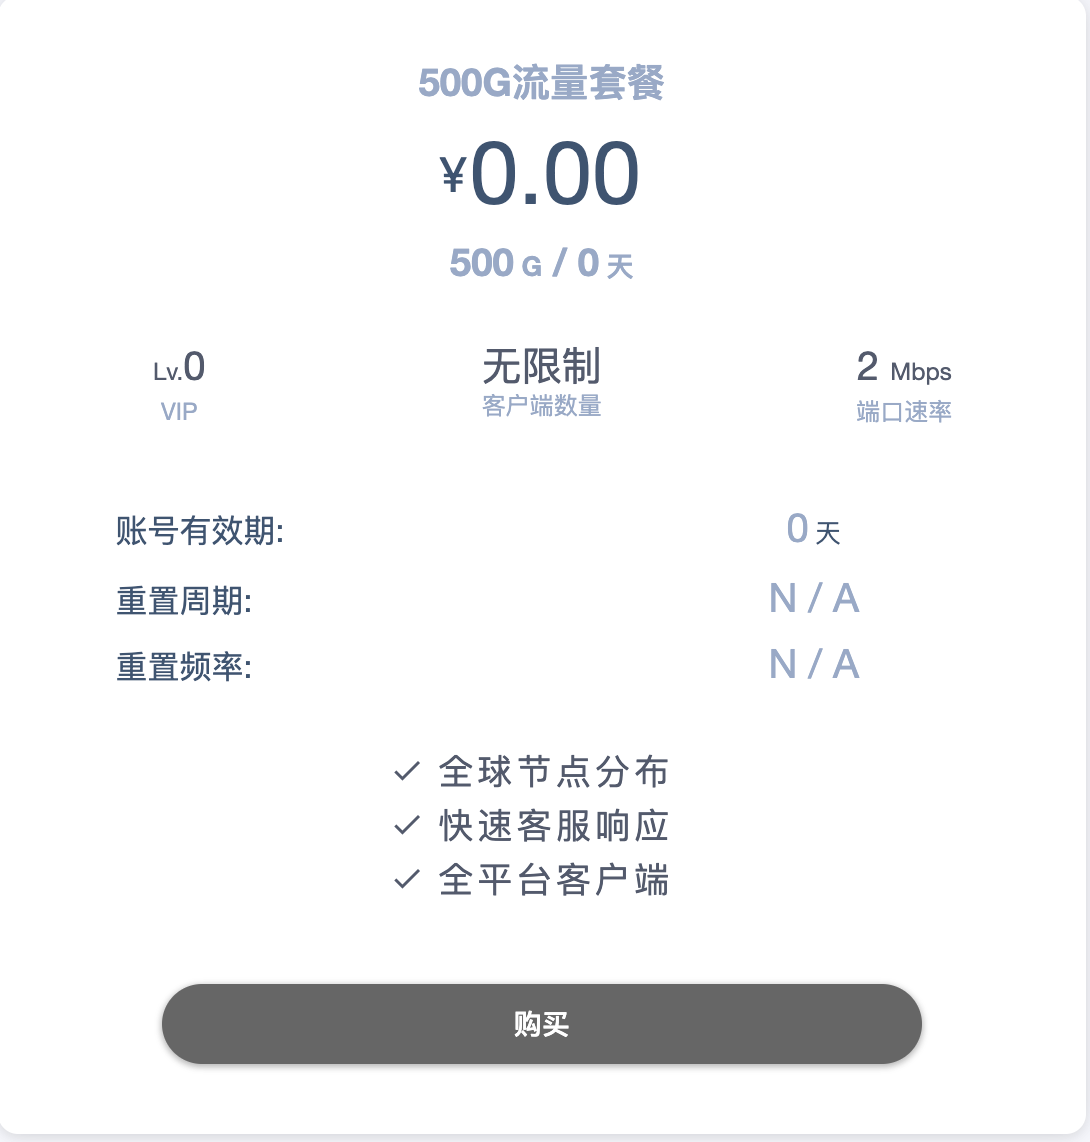 500G流量套餐
¥0.00
500 G / 0 天
Lv.0 无限制 2 Mbps
VIP 客户端数量 端口速率
账号有效期: 0 天
重置周期: N / A
重置频率: N / A
✓ 全球节点分布
✓ 快速客服响应
✓ 全平台客户端
购买